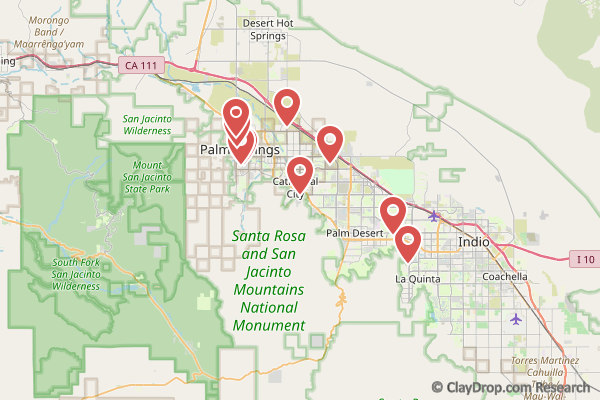 Morongo
Band /
Maarrênga'yam
Desert Hot
Springs
CA 111
San Jacinto
Wilderness
Palm Springs
Mount
San Jacinto
State Park
Cathedral
City
Santa Rosa
and San
Jacinto
Mountains
National
Monument
Palm Desert
Indio
I 10
South Fork
San Jacinto
Wilderness
La Quinta
Coachella
Torres Martinez
Cahuilla
© ClayDrop.com Research
Mau-Wal